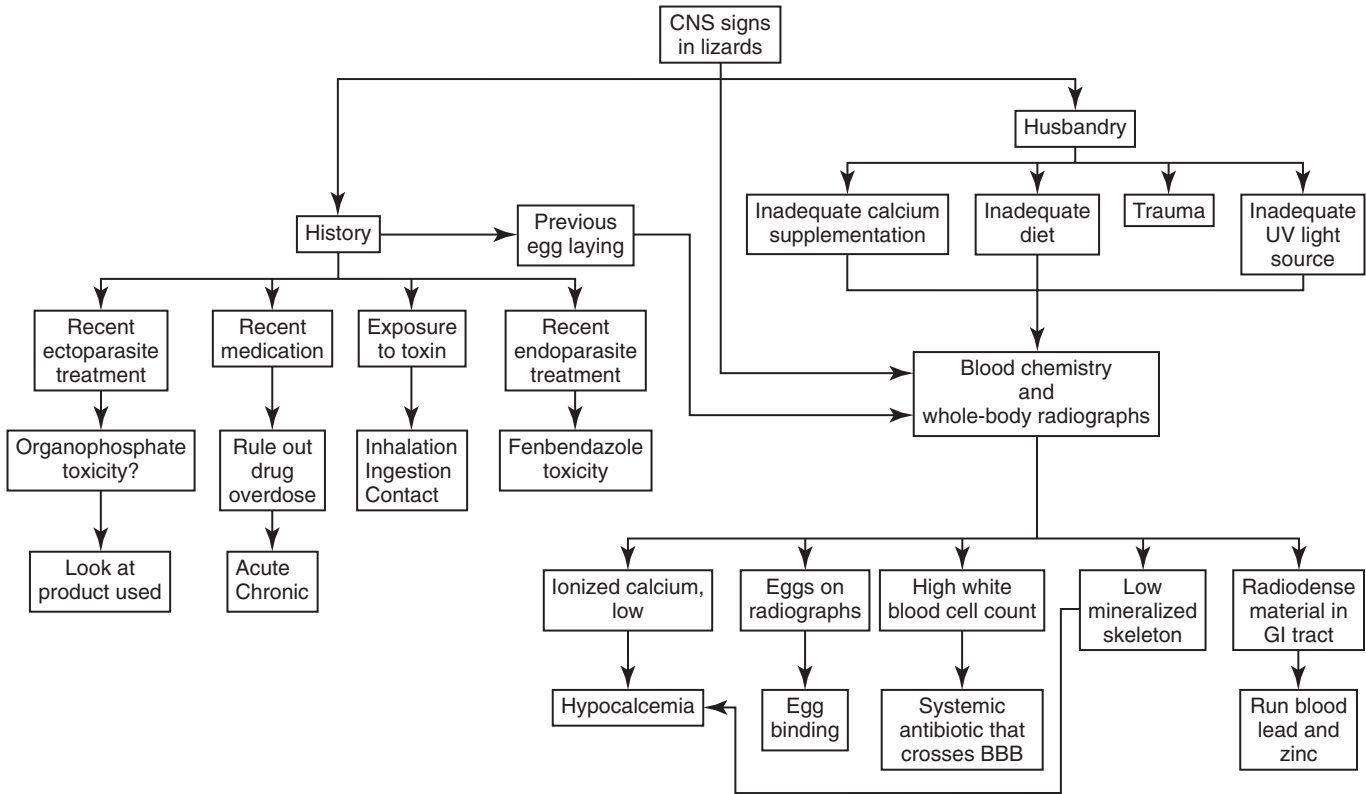 CNS signs
in lizards
Husbandry
Inadequate calcium
supplementation
Inadequate
diet
Trauma
Inadequate
UV light
source
History
Previous
egg laying
Recent
ectoparasite
treatment
Recent
medication
Exposure
to toxin
Recent
endoparasite
treatment
Blood chemistry
and
whole-body radiographs
Organophosphate
toxicity?
Rule out
drug
overdose
Inhalation
Ingestion
Contact
Fenbendazole
toxicity
Look at
product used
Acute
Chronic
Ionized calcium,
low
Eggs on
radiographs
High white
blood cell count
Low
mineralized
skeleton
Radiodense
material in
GI tract
Hypocalcemia
Egg
binding
Systemic
antibiotic that
crosses BBB
Run blood
lead and
zinc